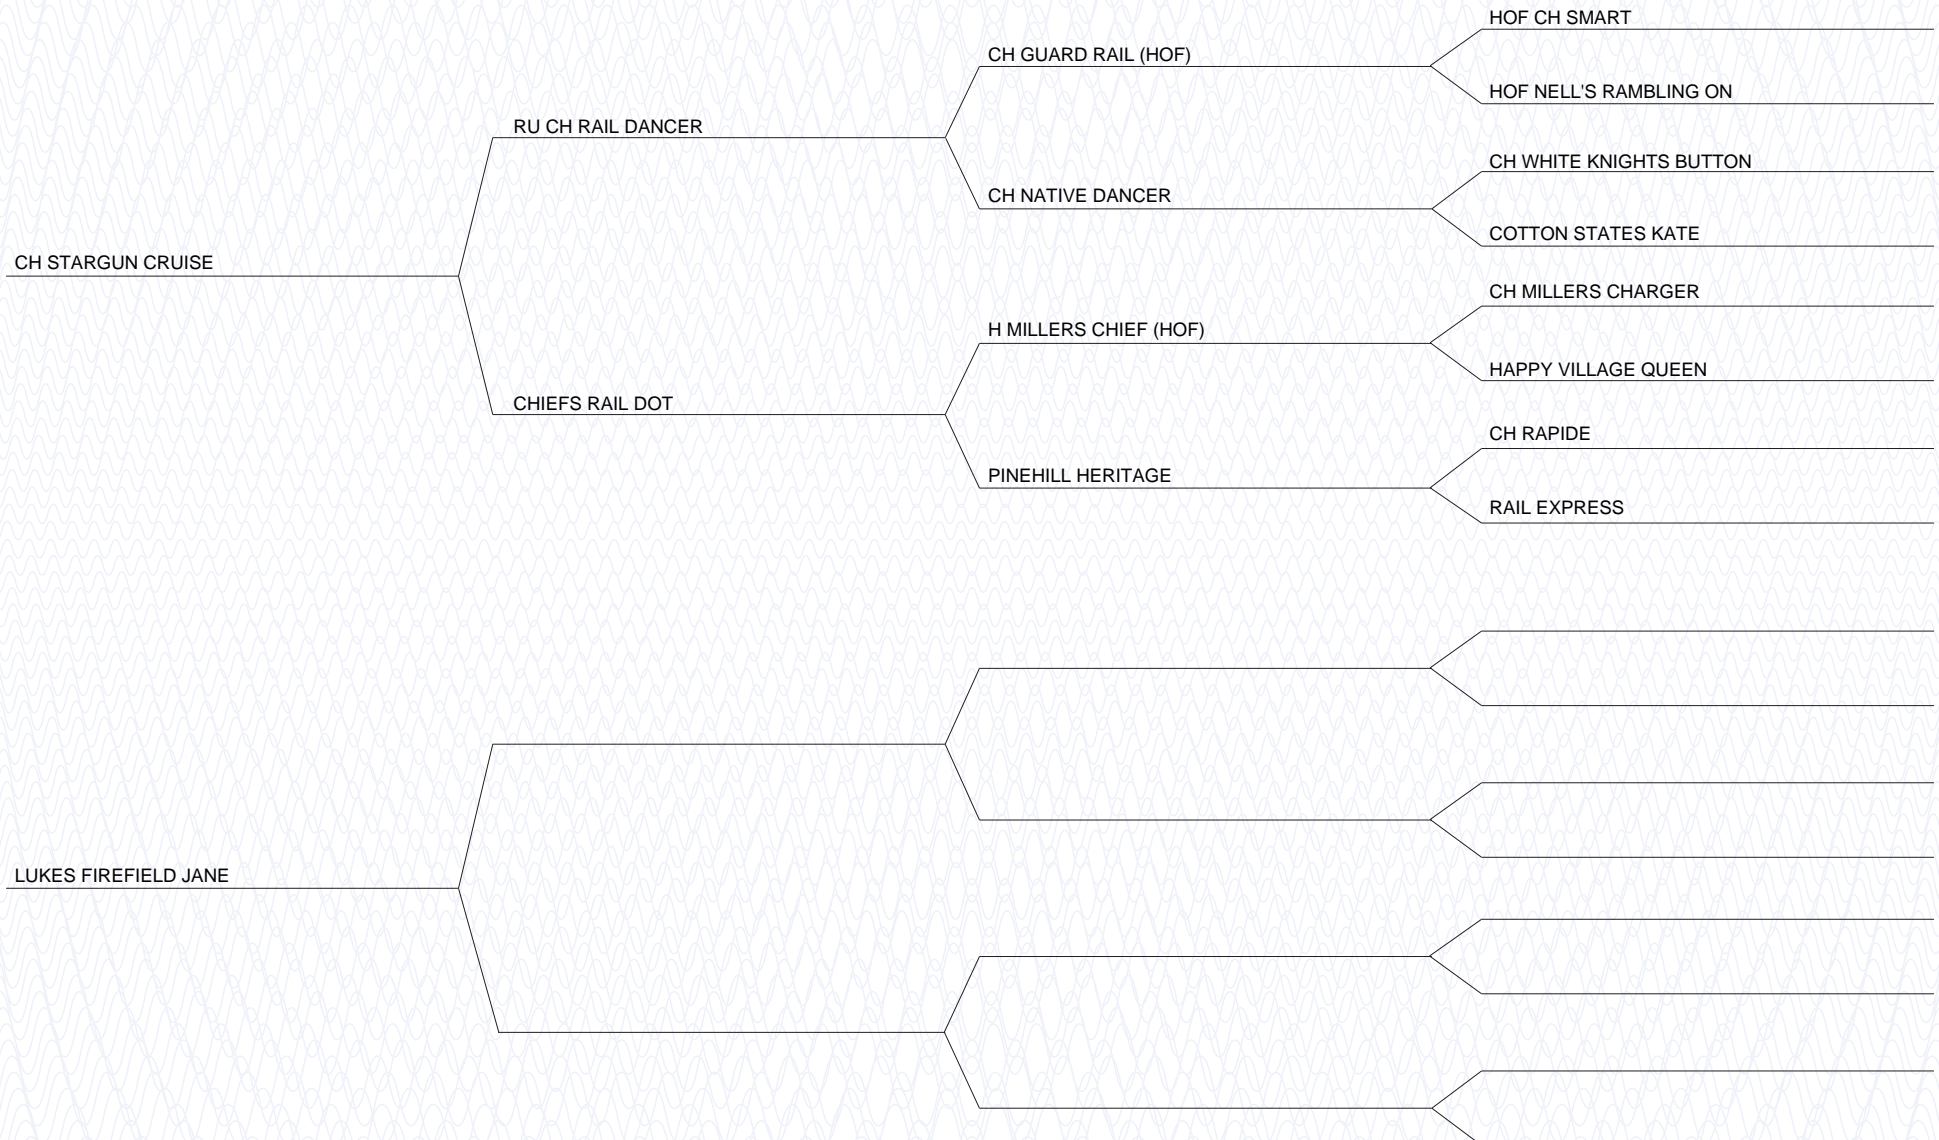 HOF CH SMART
CH GUARD RAIL (HOF)
HOF NELL'S RAMBLING ON
RU CH RAIL DANCER
CH WHITE KNIGHTS BUTTON
CH NATIVE DANCER
COTTON STATES KATE
CH STARGUN CRUISE
CH MILLERS CHARGER
H MILLERS CHIEF (HOF)
HAPPY VILLAGE QUEEN
CHIEFS RAIL DOT
CH RAPIDE
PINEHILL HERITAGE
RAIL EXPRESS
LUKES FIREFIELD JANE